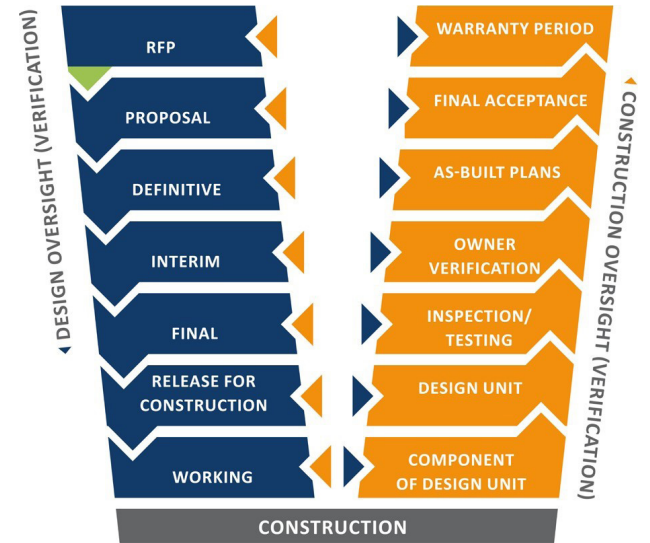 DESIGN OVERSIGHT (VERIFICATION)
RFP
PROPOSAL
DEFINITIVE
INTERIM
FINAL
RELEASE FOR
CONSTRUCTION
WORKING
WARRANTY PERIOD
FINAL ACCEPTANCE
AS-BUILT PLANS
OWNER
VERIFICATION
INSPECTION/
TESTING
DESIGN UNIT
COMPONENT
OF DESIGN UNIT
CONSTRUCTION OVERSIGHT (VERIFICATION)
CONSTRUCTION